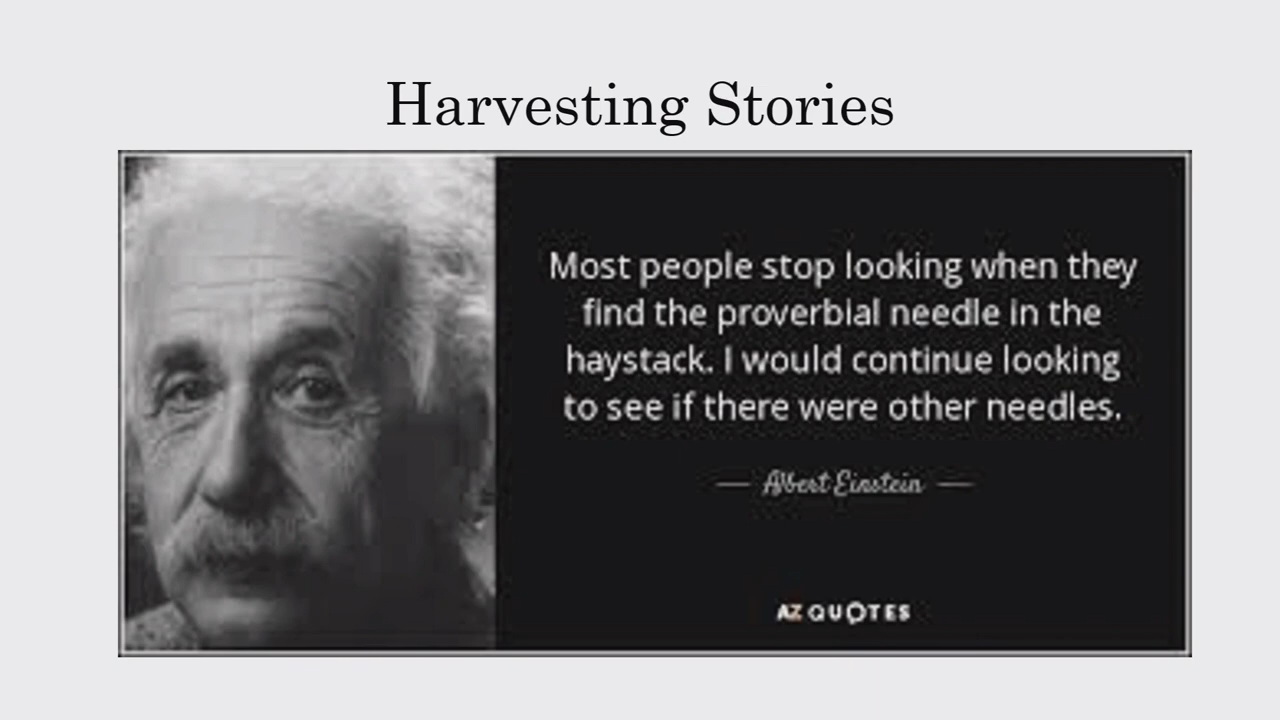 Harvesting Stories
Most people stop looking when they
find the proverbial needle in the
haystack. I would continue looking
to see if there were other needles.
— Albert Einstein —
AZ QUOTES